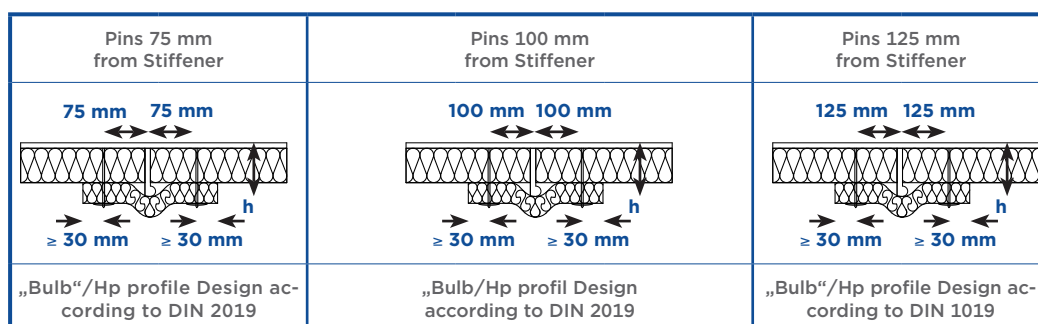 Pins 75 mm
from Stiffener
Pins 100 mm
from Stiffener
Pins 125 mm
from Stiffener
75 mm 75 mm
100 mm 100 mm
125 mm 125 mm
h
h
h
≥ 30 mm ≥ 30 mm
≥ 30 mm ≥ 30 mm
≥ 30 mm ≥ 30 mm
„Bulb“/Hp profile Design ac-
cording to DIN 2019
„Bulb/Hp profil Design
according to DIN 2019
„Bulb“/Hp profile Design ac-
cording to DIN 1019